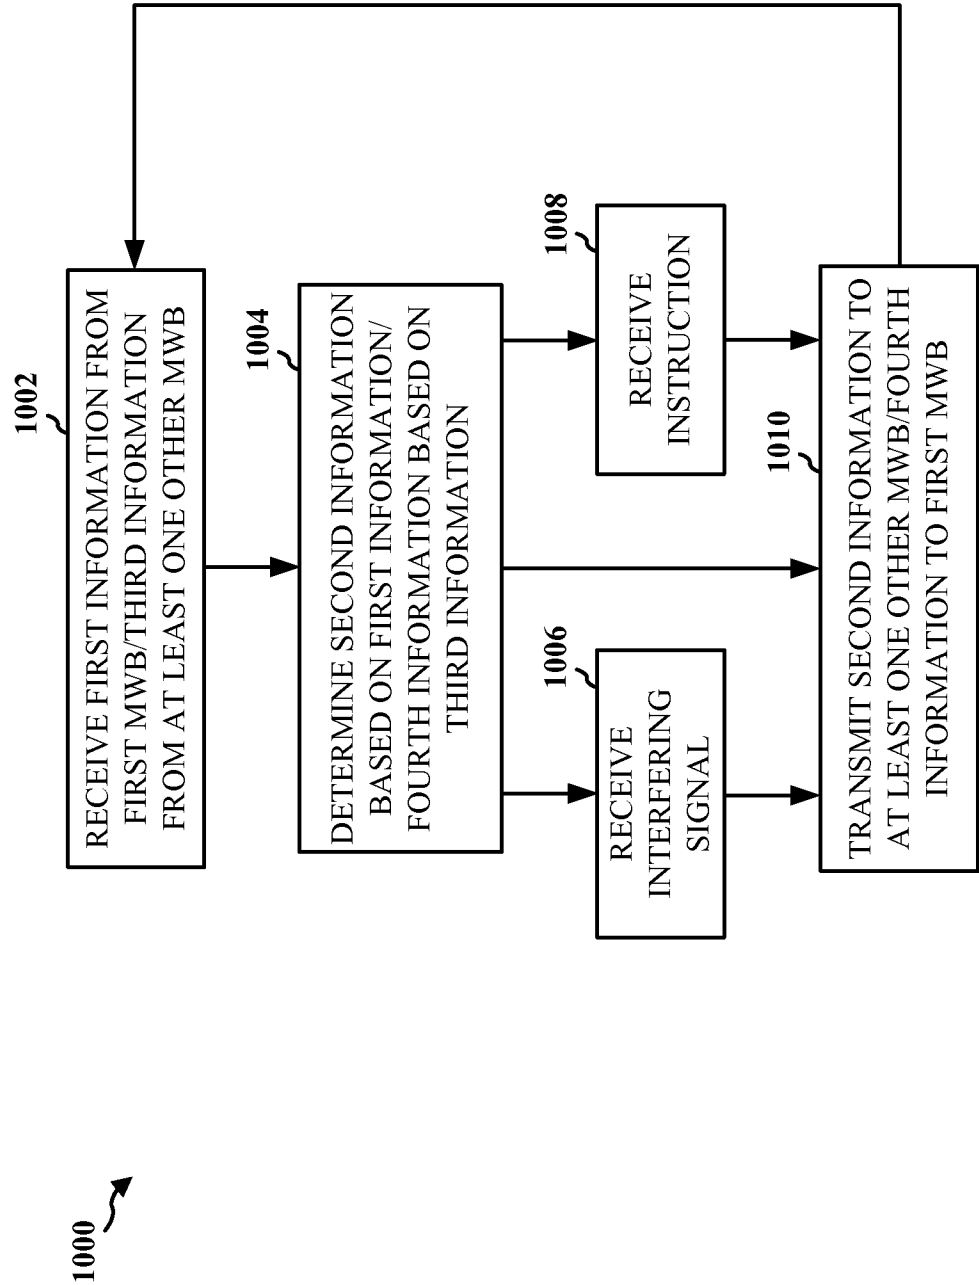 1000
1002
RECEIVE FIRST INFORMATION FROM
FIRST MWB/THIRD INFORMATION
FROM AT LEAST ONE OTHER MWB
1004
DETERMINE SECOND INFORMATION
BASED ON FIRST INFORMATION/
FOURTH INFORMATION BASED ON
THIRD INFORMATION
1006
RECEIVE
INTERFERING
SIGNAL
1008
RECEIVE
INSTRUCTION
1010
TRANSMIT SECOND INFORMATION TO
AT LEAST ONE OTHER MWB/FOURTH
INFORMATION TO FIRST MWB